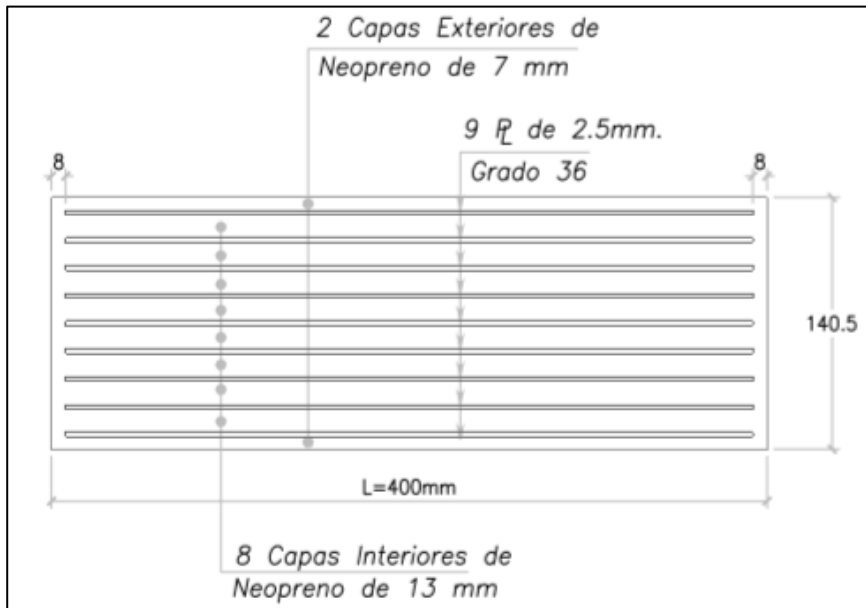 2 Capas Exteriores de
Neopreno de 7 mm
9 ℄ de 2.5mm.
Grado 36
8
8
140.5
L=400mm
8 Capas Interiores de
Neopreno de 13 mm